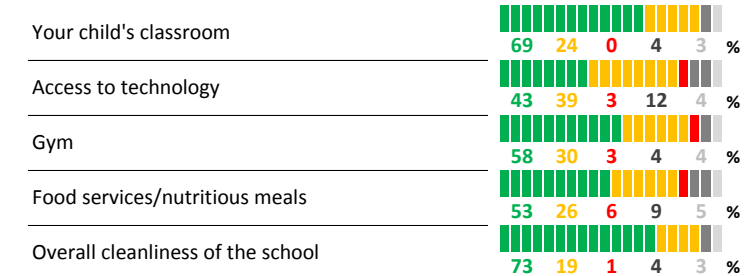 Your child's classroom
69 24 0 4 3 %
Access to technology
43 39 3 12 4 %
Gym
58 30 3 4 4 %
Food services/nutritious meals
53 26 6 9 5 %
Overall cleanliness of the school
73 19 1 4 3 %